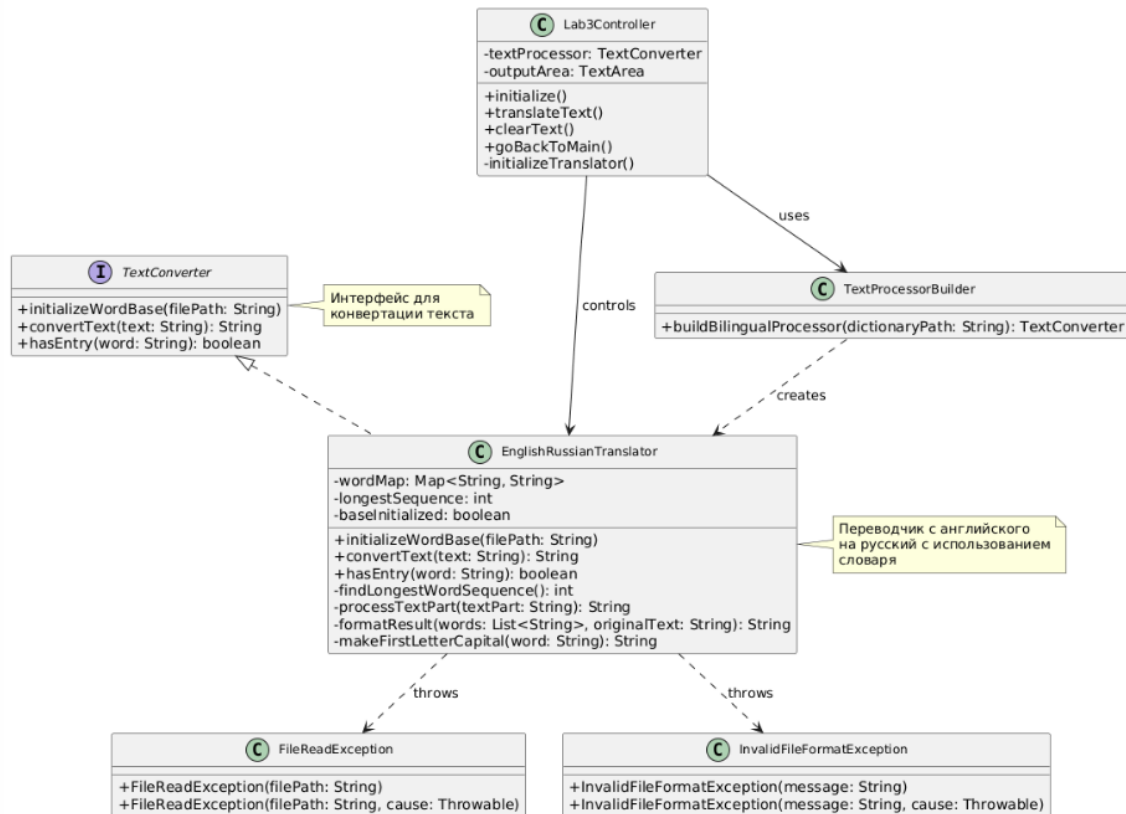 C Lab3Controller
-textProcessor: TextConverter
-outputArea: TextArea
+initialize()
+translateText()
+clearText()
+goBackToMain()
-initializeTranslator()
uses
I TextConverter
+initializeWordBase(filePath: String)
+convertText(text: String): String
+hasEntry(word: String): boolean
Интерфейс для
конвертации текста
controls
C TextProcessorBuilder
+buildBilingualProcessor(dictionaryPath: String): TextConverter
creates
C EnglishRussianTranslator
-wordMap: Map<String, String>
-longestSequence: int
-baseInitialized: boolean
+initializeWordBase(filePath: String)
+convertText(text: String): String
+hasEntry(word: String): boolean
-findLongestWordSequence(): int
-processTextPart(textPart: String): String
-formatResult(words: List<String>, originalText: String): String
-makeFirstLetterCapital(word: String): String
Переводчик с английского
на русский с использованием
словаря
throws
throws
C FileReadException
+FileReadException(filePath: String)
+FileReadException(filePath: String, cause: Throwable)
C InvalidFileFormatException
+InvalidFileFormatException(message: String)
+InvalidFileFormatException(message: String, cause: Throwable)